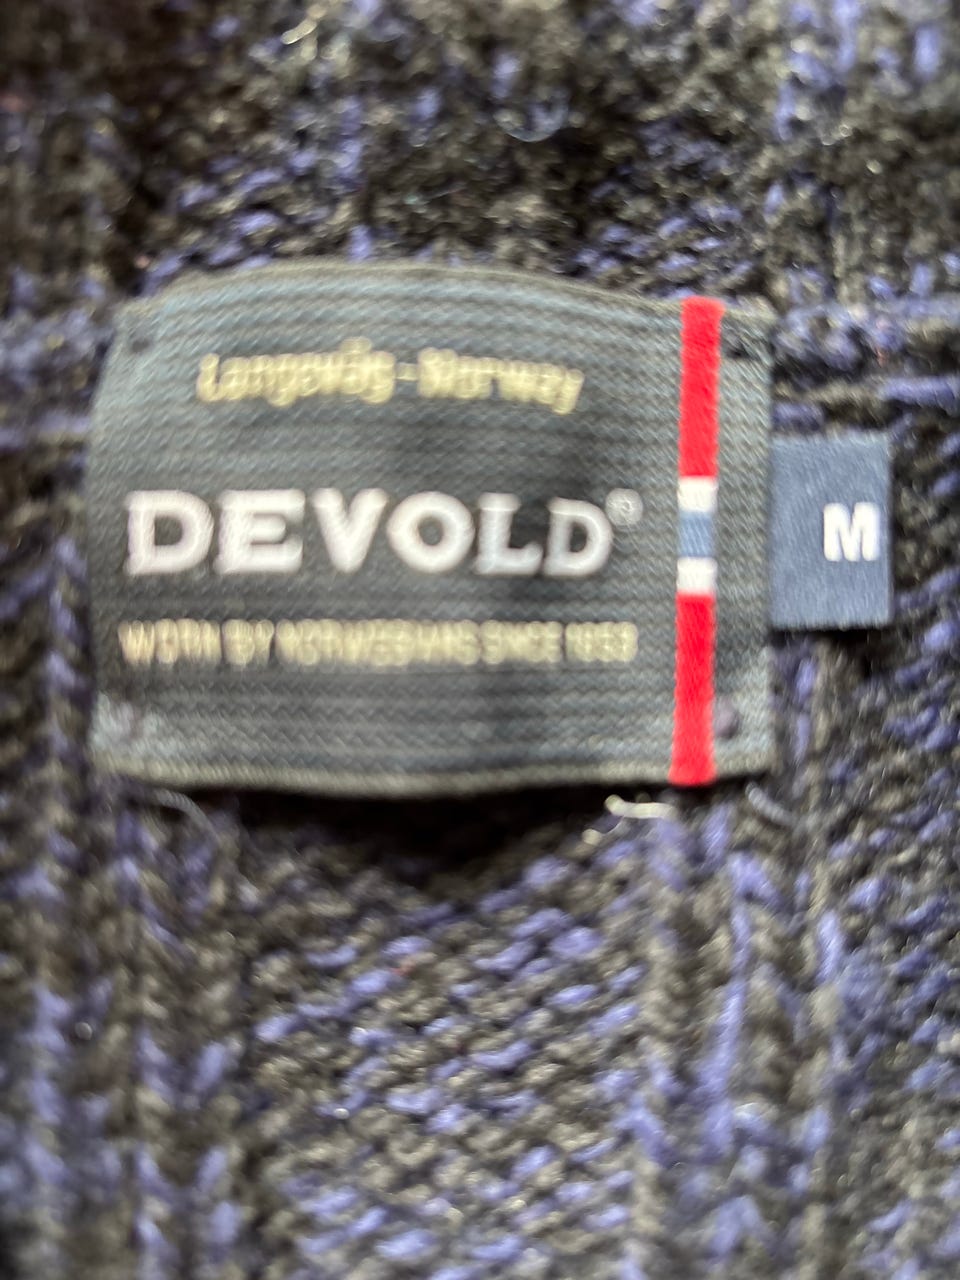 Langevåg - Norway
DEVOLD®
M
WORN BY NORWEGIANS SINCE 1853